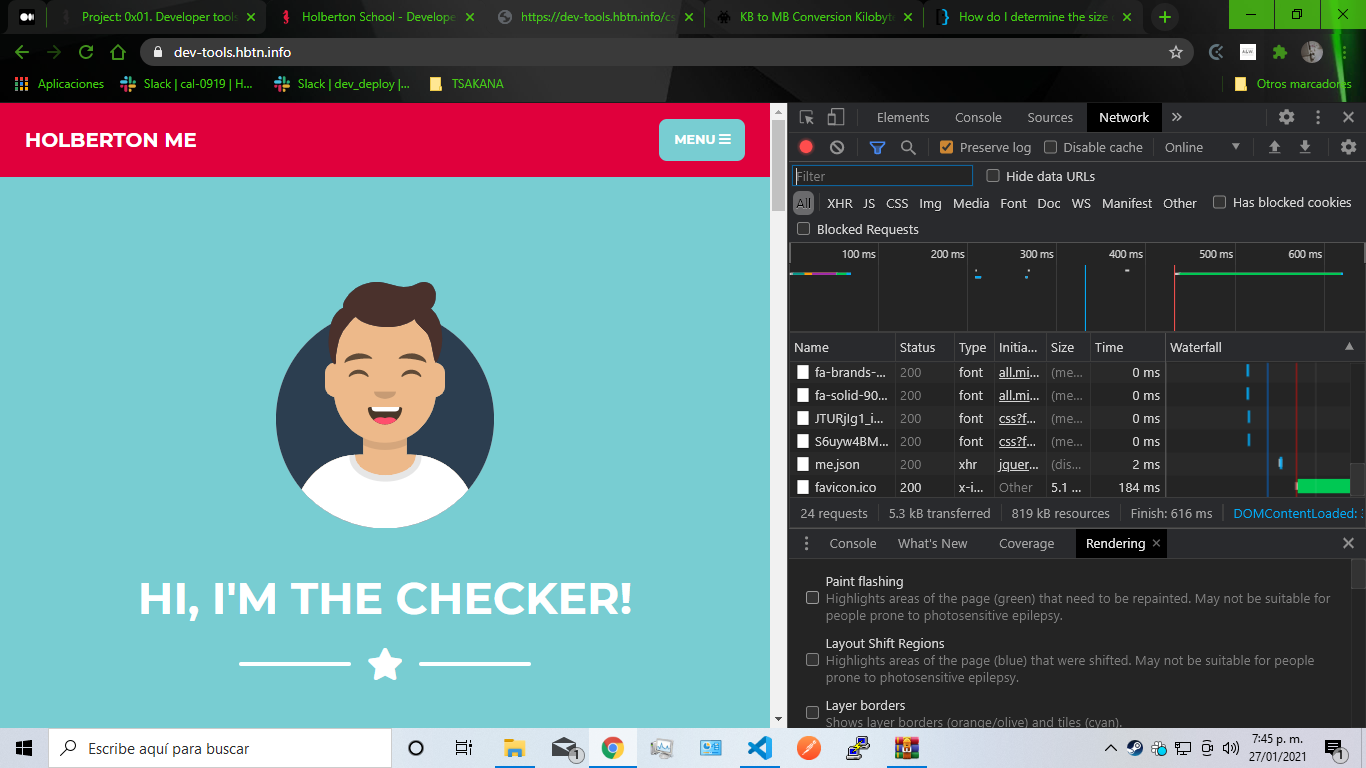 Project: 0x01. Developer tools
Holberton School - Develope
https://dev-tools.hbtn.info/cs
KB to MB Conversion Kilobyt
How do I determine the size
dev-tools.hbtn.info
Aplicaciones
Slack | cal-0919 | H...
Slack | dev_deploy |...
TSAKANA
Otros marcadores
HOLBERTON ME
MENU
HI, I'M THE CHECKER!
Elements Console Sources Network
Preserve log Disable cache Online
Filter Hide data URLs
All XHR JS CSS Img Media Font Doc WS Manifest Other Has blocked cookies
Blocked Requests
100 ms 200 ms 300 ms 400 ms 500 ms 600 ms
Name Status Type Initia... Size Time Waterfall
fa-brands-... 200 font all.mi... (me... 0 ms
fa-solid-90... 200 font all.mi... (me... 0 ms
JTURjIg1_i... 200 font css?f... (me... 0 ms
S6uyw4BM... 200 font css?f... (me... 0 ms
me.json 200 xhr jquer... (dis... 2 ms
favicon.ico 200 x-i... Other 5.1 ... 184 ms
24 requests 5.3 kB transferred 819 kB resources Finish: 616 ms DOMContentLoaded:
Console What's New Coverage Rendering
Paint flashing
Highlights areas of the page (green) that need to be repainted. May not be suitable for
people prone to photosensitive epilepsy.
Layout Shift Regions
Highlights areas of the page (blue) that were shifted. May not be suitable for people
prone to photosensitive epilepsy.
Layer borders
Shows layer borders (orange/olive) and tiles (cyan).
Escribe aquí para buscar
1
7:45 p. m.
27/01/2021
1